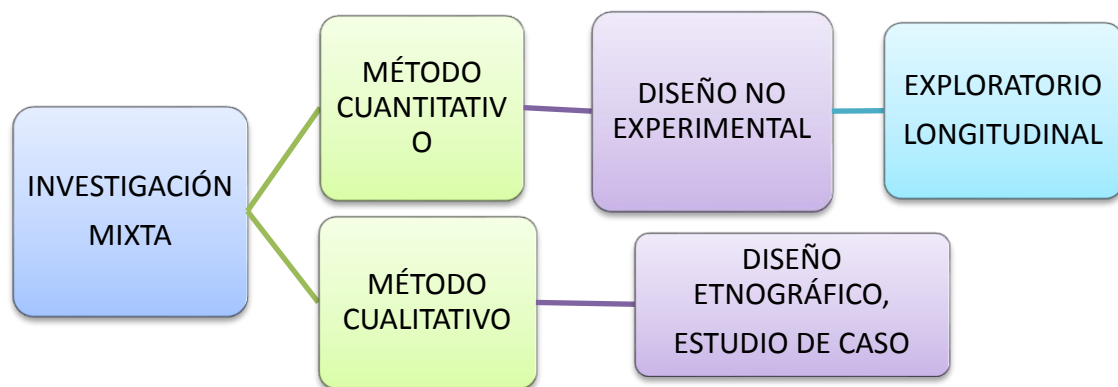 INVESTIGACIÓN
MIXTA
MÉTODO
CUANTITATIV
O
DISEÑO NO
EXPERIMENTAL
EXPLORATORIO
LONGITUDINAL
MÉTODO
CUALITATIVO
DISEÑO
ETNOGRÁFICO,
ESTUDIO DE CASO